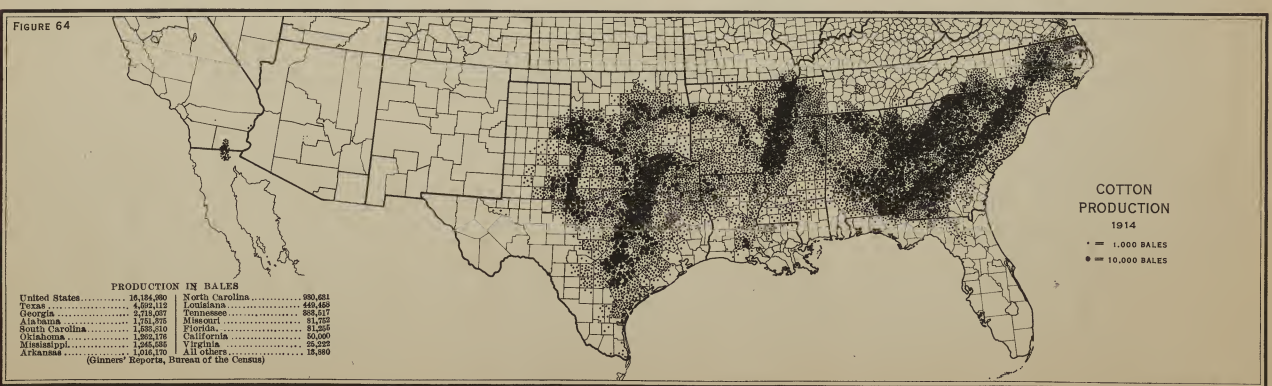 FIGURE 64
COTTON
PRODUCTION
1914
• = 1,000 BALES
● = 10,000 BALES
PRODUCTION IN BALES
United States.......... 16,134,930
Texas .................... 4,592,112
Georgia .................. 2,718,037
Alabama ................. 1,751,375
South Carolina......... 1,533,810
Oklahoma ............... 1,262,176
Mississippi.............. 1,245,535
Arkansas ................ 1,016,170
North Carolina........... 930,631
Louisiana................. 449,458
Tennessee................ 383,517
Missouri .................. 81,752
Florida.................... 81,255
California ................ 50,000
Virginia ................... 25,222
All others ................ 13,880
(Ginners' Reports, Bureau of the Census)